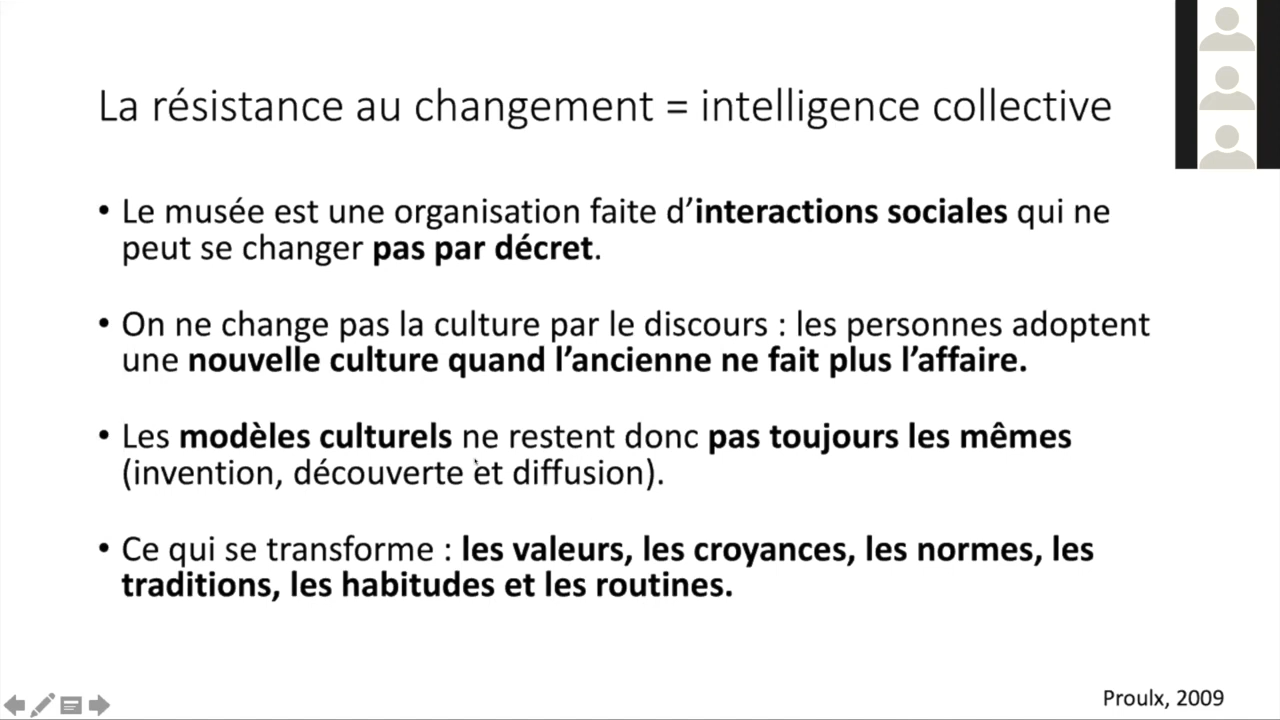 La résistance au changement = intelligence collective
• Le musée est une organisation faite d’interactions sociales qui ne
peut se changer pas par décret.
• On ne change pas la culture par le discours : les personnes adoptent
une nouvelle culture quand l’ancienne ne fait plus l’affaire.
• Les modèles culturels ne restent donc pas toujours les mêmes
(invention, découverte et diffusion).
• Ce qui se transforme : les valeurs, les croyances, les normes, les
traditions, les habitudes et les routines.
Proulx, 2009